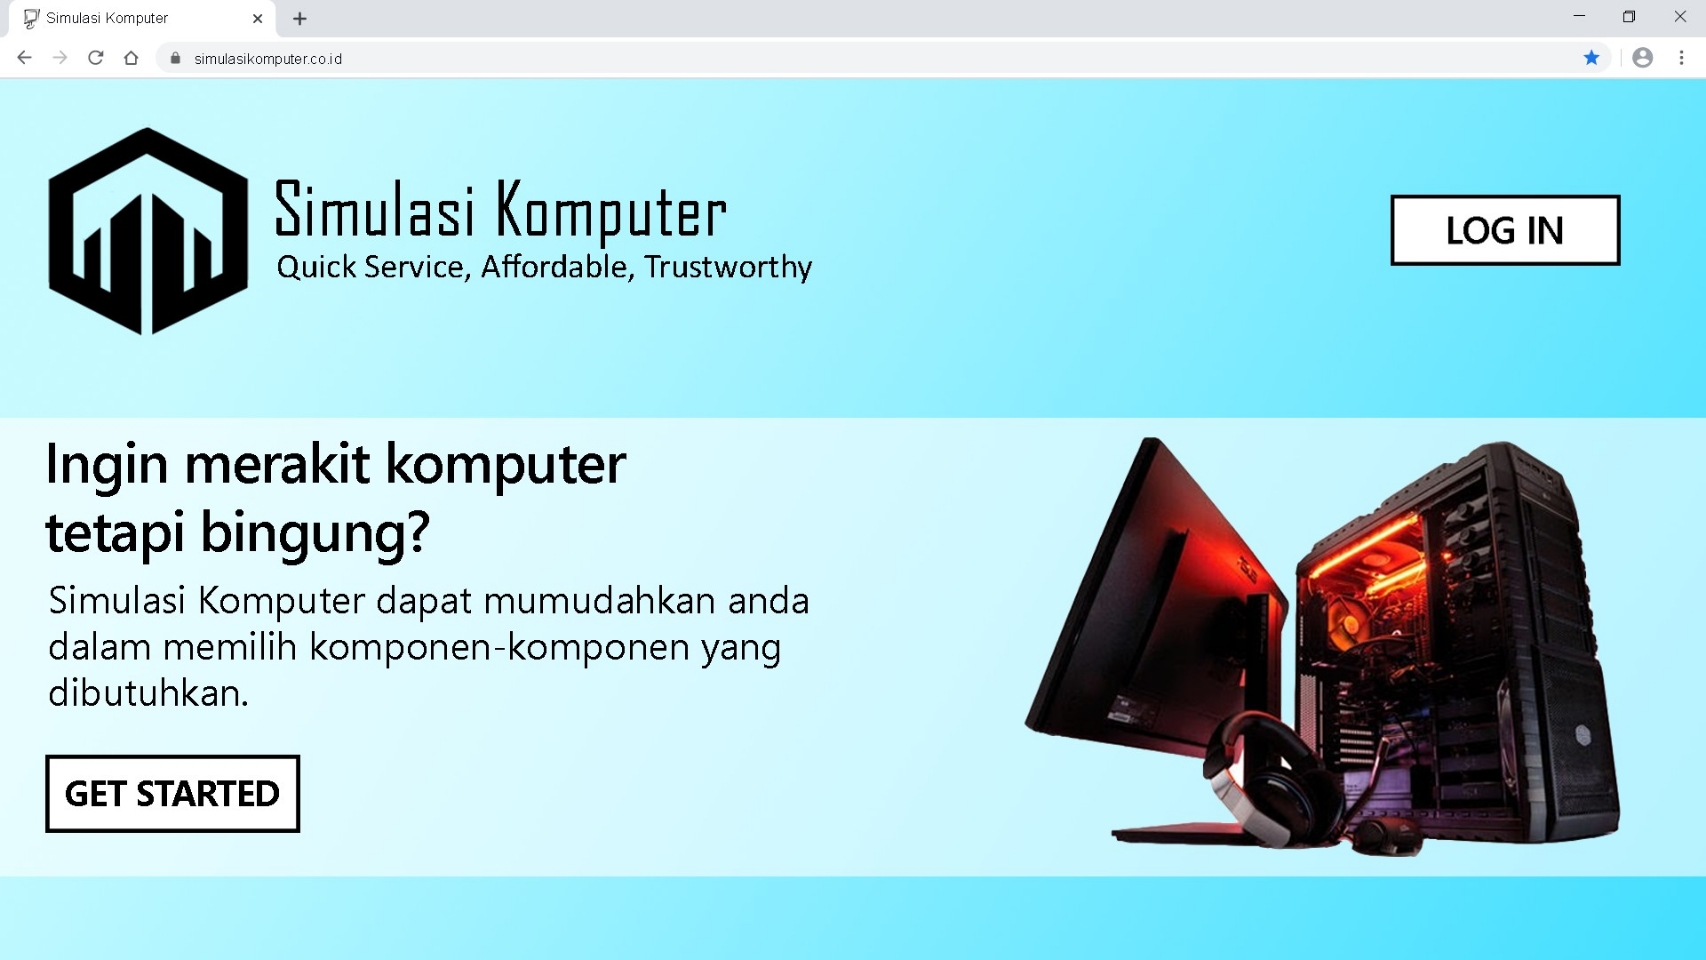 Simulasi Komputer
simulasikomputer.co.id
Simulasi Komputer
Quick Service, Affordable, Trustworthy
LOG IN
Ingin merakit komputer
tetapi bingung?
Simulasi Komputer dapat mumudahkan anda
dalam memilih komponen-komponen yang
dibutuhkan.
GET STARTED
ASUS